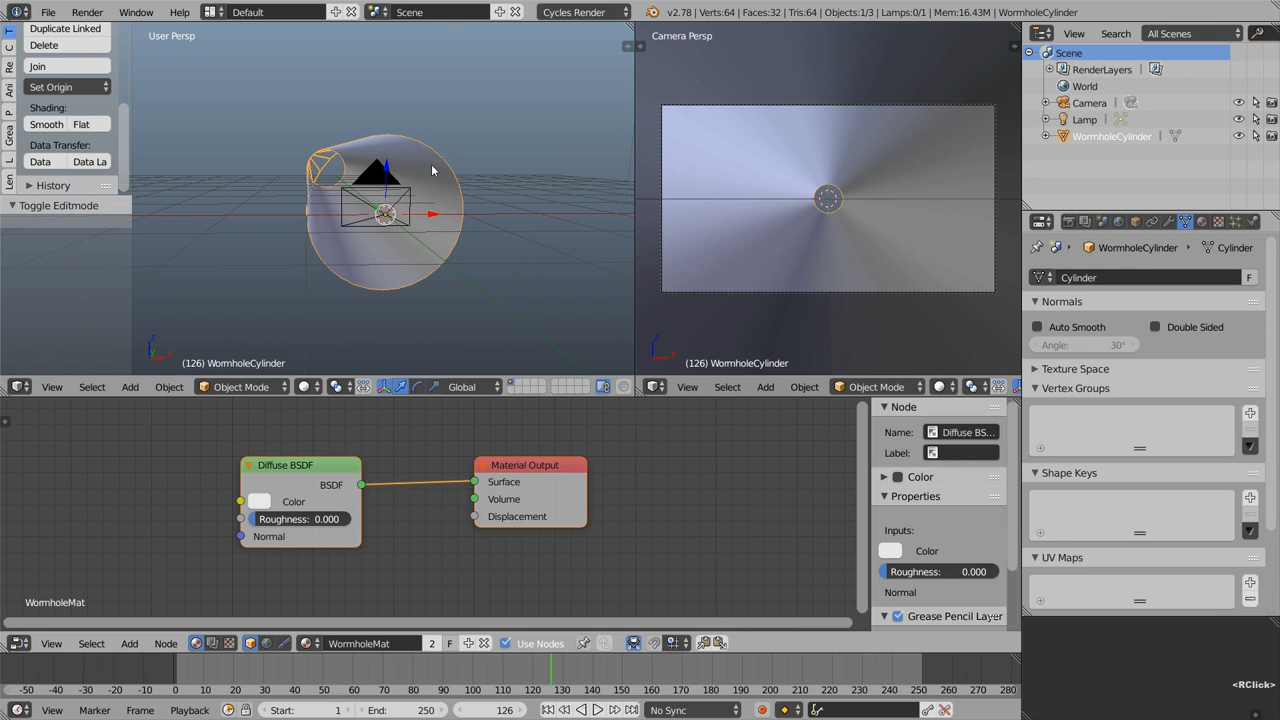 File Render Window Help Default Scene Cycles Render v2.78 | Verts:64 | Faces:32 | Tris:64 | Objects:1/3 | Lamps:0/1 | Mem:16.43M | WormholeCylinder
Duplicate Linked
Delete
Join
Set Origin
Shading:
Smooth Flat
Data Transfer:
Data Data La
History
Toggle Editmode
T
C
Re
Ani
P
Grea
L
Len
User Persp
(126) WormholeCylinder
View Select Add Object Object Mode Global
Camera Persp
(126) WormholeCylinder
View Select Add Object Object Mode
View Search All Scenes
Scene
RenderLayers
World
Camera
Lamp
WormholeCylinder
WormholeCylinder Cylinder
Cylinder F
Normals
Auto Smooth Double Sided
Angle: 30°
Texture Space
Vertex Groups
Shape Keys
UV Maps
Diffuse BSDF
BSDF
Color
Roughness: 0.000
Normal
Material Output
Surface
Volume
Displacement
WormholeMat
Node
Name: Diffuse BS...
Label:
Color
Properties
Inputs:
Color
Roughness: 0.000
Normal
Grease Pencil Layer
View Select Add Node WormholeMat 2 F Use Nodes
-50 -40 -30 -20 -10 0 10 20 30 40 50 60 70 80 90 100 110 120 130 140 150 160 170 180 190 200 210 220 230 240 250 260 270 280
View Marker Frame Playback Start: 1 End: 250 126 No Sync
<RClick>